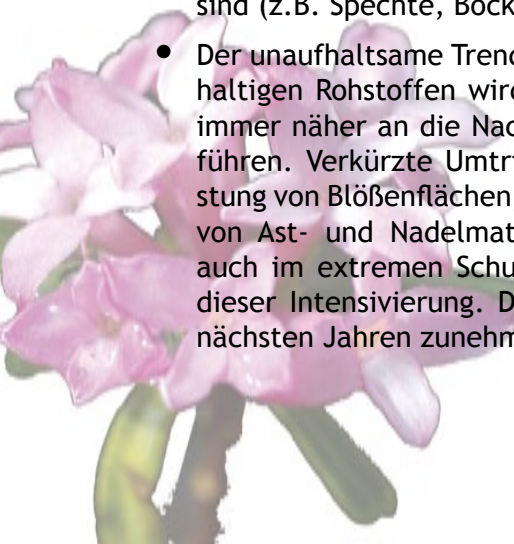 sind (z.B. Spechte, Bock
• Der unaufhaltsame Trend
haltigen Rohstoffen wird
immer näher an die Nac
führen. Verkürzte Umtr
stung von Blößenflächen
von Ast- und Nadelmat
auch im extremen Schu
dieser Intensivierung. D
nächsten Jahren zunehm